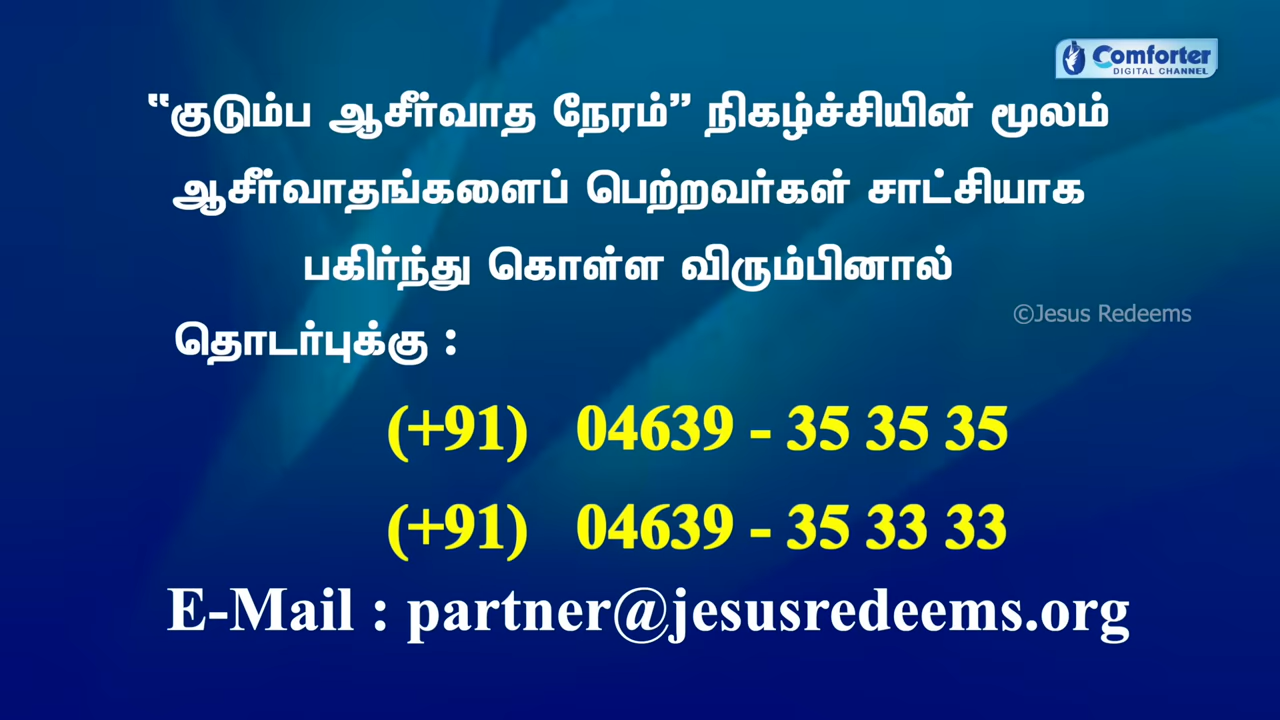 Comforter
DIGITAL CHANNEL
“குடும்ப ஆசீர்வாத நேரம்” நிகழ்ச்சியின் மூலம்
ஆசீர்வாதங்களைப் பெற்றவர்கள் சாட்சியாக
பகிர்ந்து கொள்ள விரும்பினால்
©Jesus Redeems
தொடர்புக்கு :
(+91) 04639 - 35 35 35
(+91) 04639 - 35 33 33
E-Mail : partner@jesusredeems.org